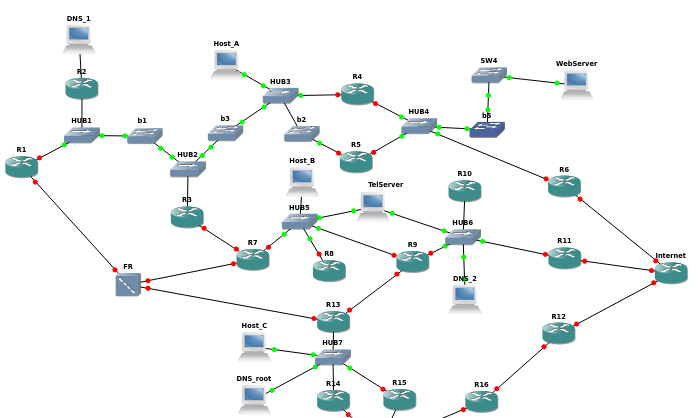 DNS_1
Host_A
SW4
WebServer
R2
HUB3
R4
HUB1
b1
b3
b2
HUB4
b5
R1
HUB2
R5
Host_B
TelServer
R10
R6
R3
HUB5
HUB6
R7
R8
R9
R11
Internet
FR
DNS_2
R13
R12
Host_C
HUB7
DNS_root
R14
R15
R16